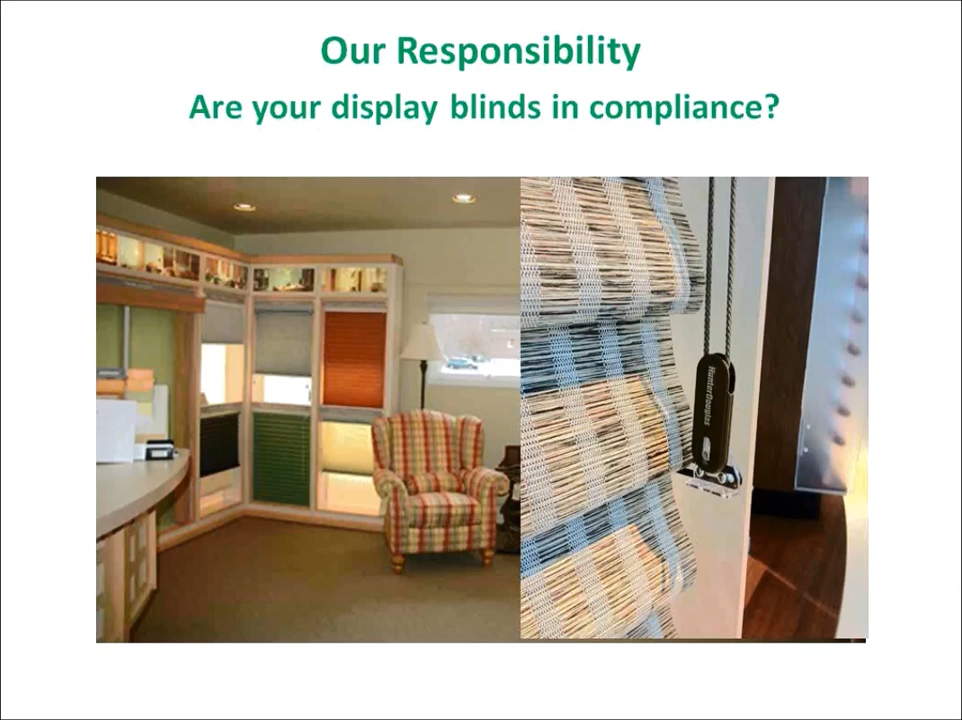 Our Responsibility
Are your display blinds in compliance?
HunterDouglas